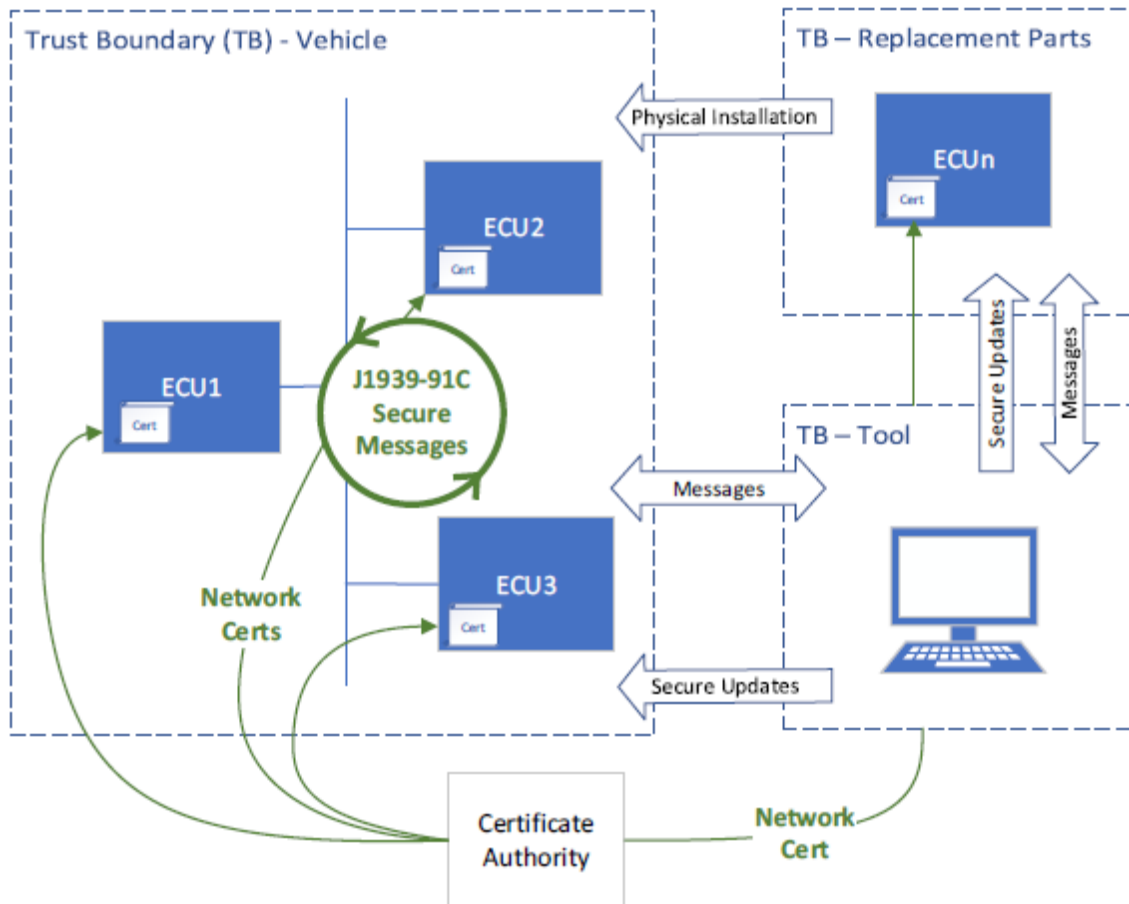 Trust Boundary (TB) - Vehicle
TB – Replacement Parts
Physical Installation
ECUn
Cert
ECU2
Cert
ECU1
Cert
J1939-91C
Secure
Messages
Secure Updates
Messages
TB – Tool
Messages
ECU3
Cert
Network
Certs
Secure Updates
Certificate
Authority
Network
Cert